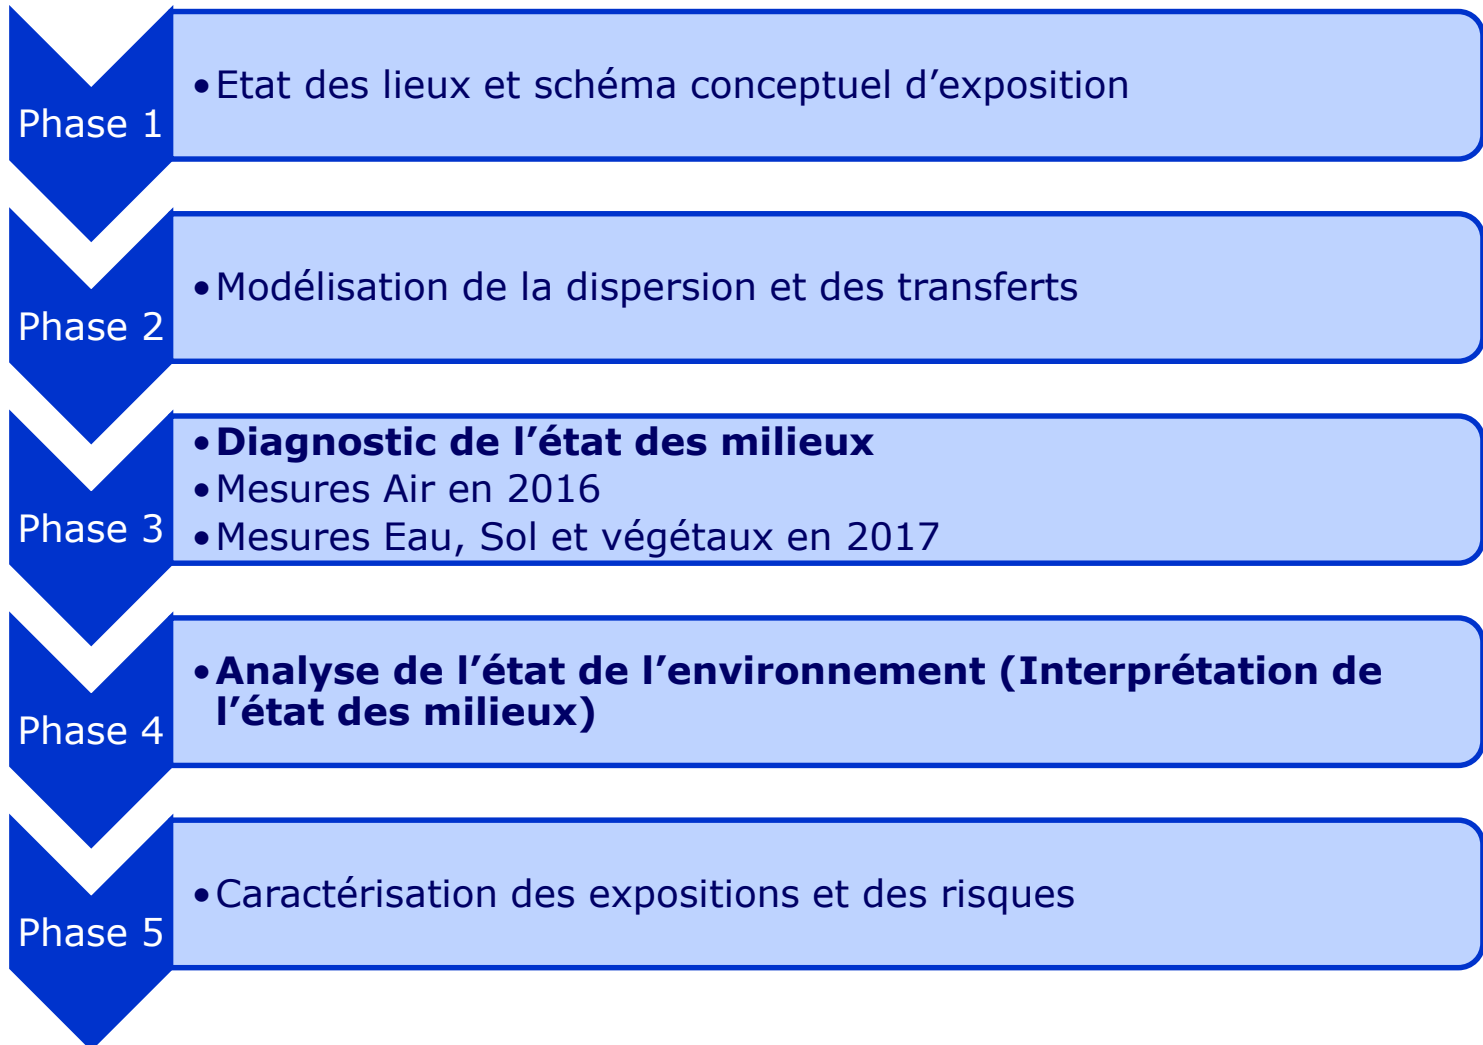 Phase 1
•Etat des lieux et schéma conceptuel d’exposition
Phase 2
•Modélisation de la dispersion et des transferts
Phase 3
•Diagnostic de l’état des milieux
•Mesures Air en 2016
•Mesures Eau, Sol et végétaux en 2017
Phase 4
•Analyse de l’état de l’environnement (Interprétation de
l’état des milieux)
Phase 5
•Caractérisation des expositions et des risques